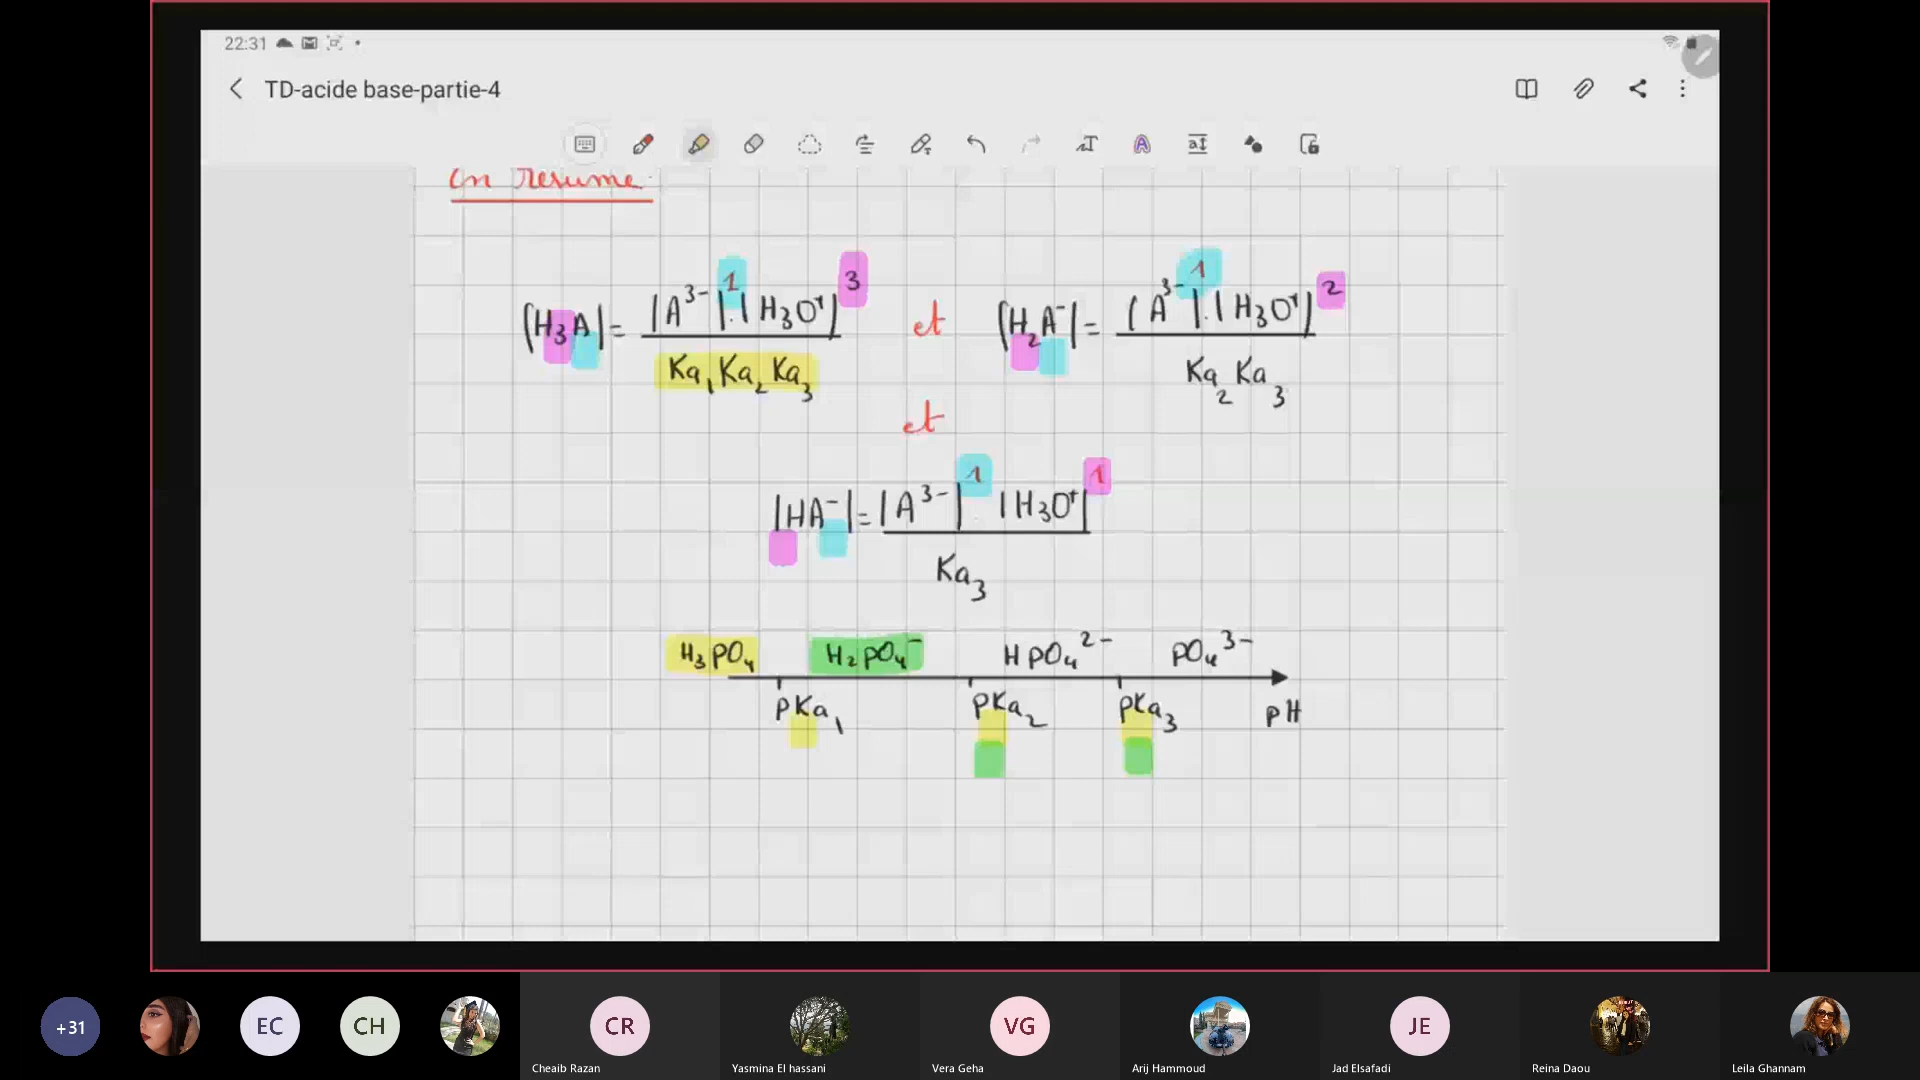 22:31
TD-acide base-partie-4
En résumé
[H3A] = [A³⁻]¹.[H3O⁺]³ et [H2A⁻] = [A³⁻]¹.[H3O⁺]²
Ka1 Ka2 Ka3 Ka2 Ka3
et
[HA⁻] = [A³⁻]¹ [H3O⁺]¹
Ka3
H3PO4 H2PO4⁻ HPO4²⁻ PO4³⁻
pKa1 pKa2 pKa3 pH
+31 EC CH CR VG JE
Cheaib Razan Yasmina El hassani Vera Geha Arij Hammoud Jad Elsafadi Reina Daou Leila Ghannam